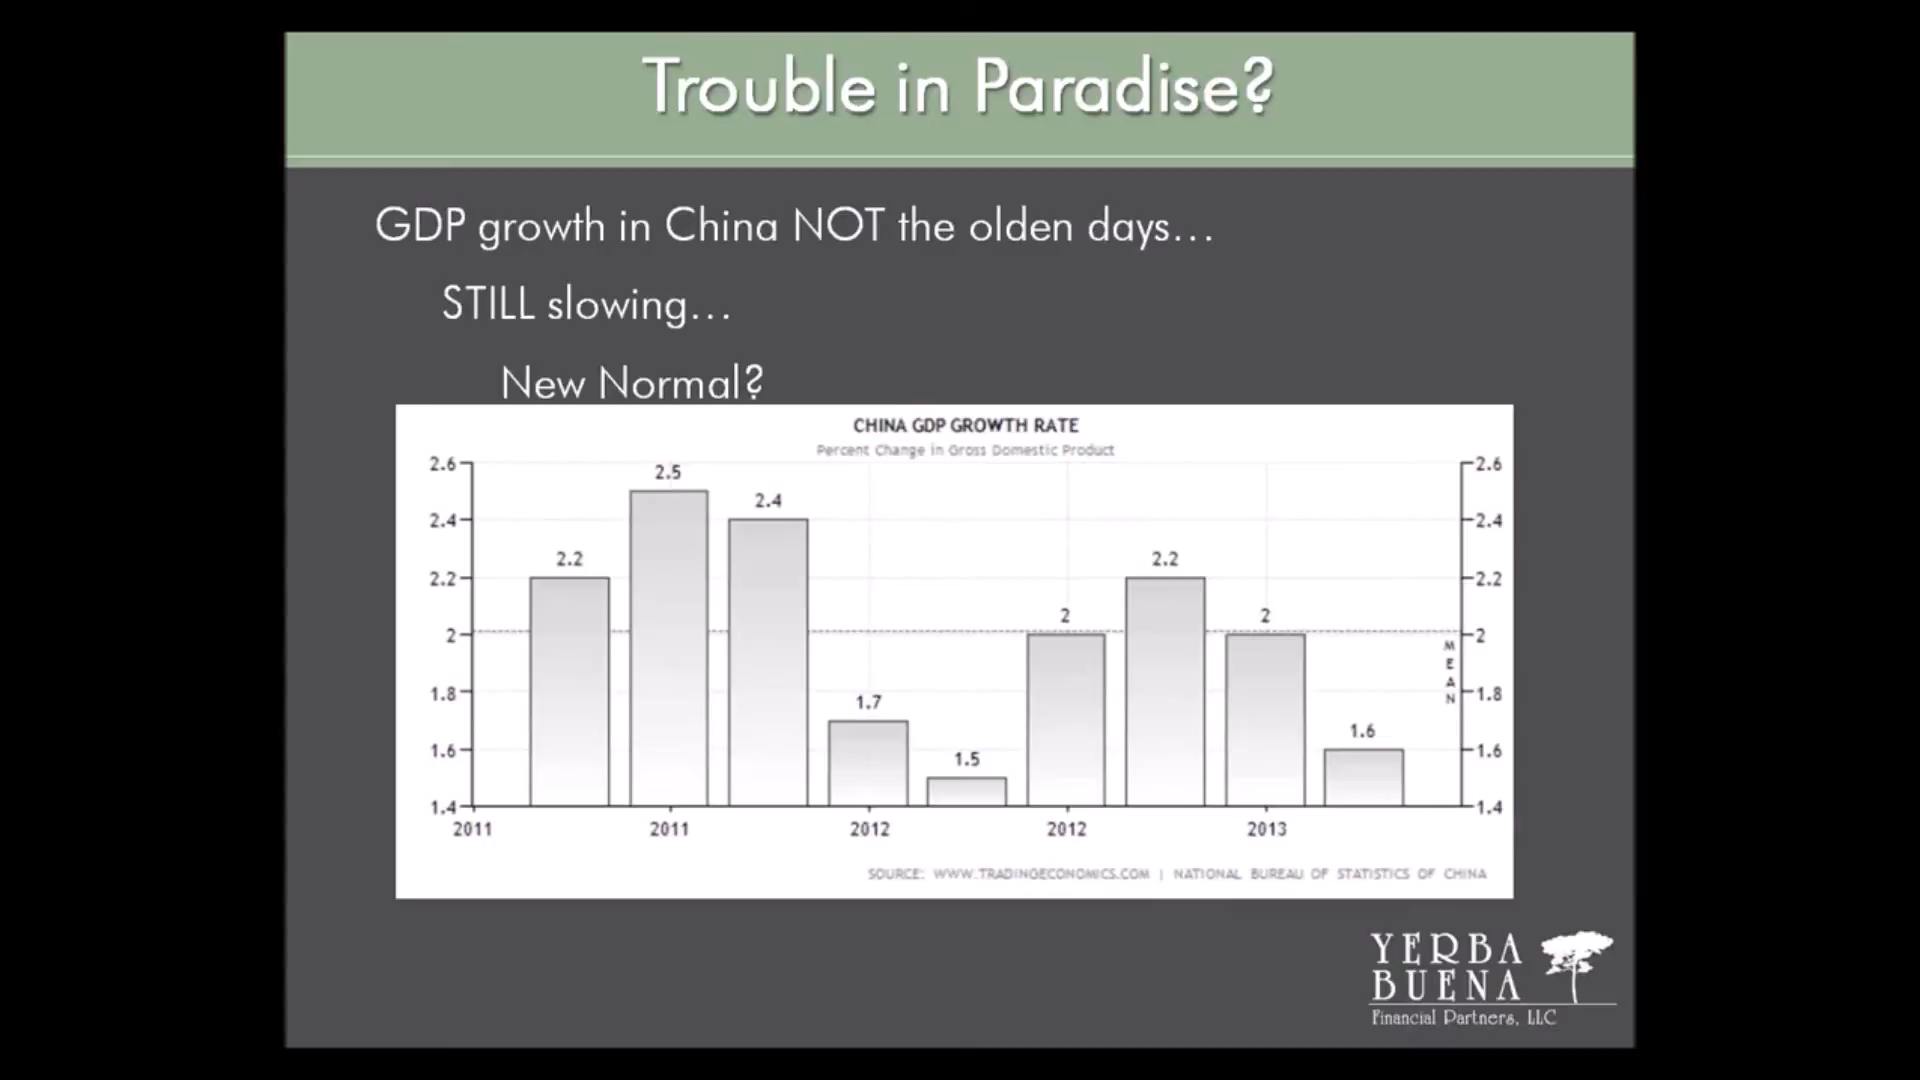 Trouble in Paradise?
GDP growth in China NOT the olden days...
STILL slowing...
New Normal?
CHINA GDP GROWTH RATE
Percent Change in Gross Domestic Product
2.6 2.6
2.5
2.4 2.4 2.4
2.2 2.2 2.2 2.2
2 2 2 2
MEAN
1.8 1.8
1.7
1.6 1.6 1.6
1.5
1.4 1.4
2011 2011 2012 2012 2013
SOURCE: WWW.TRADINGECONOMICS.COM | NATIONAL BUREAU OF STATISTICS OF CHINA
YERBA
BUENA
Financial Partners, LLC